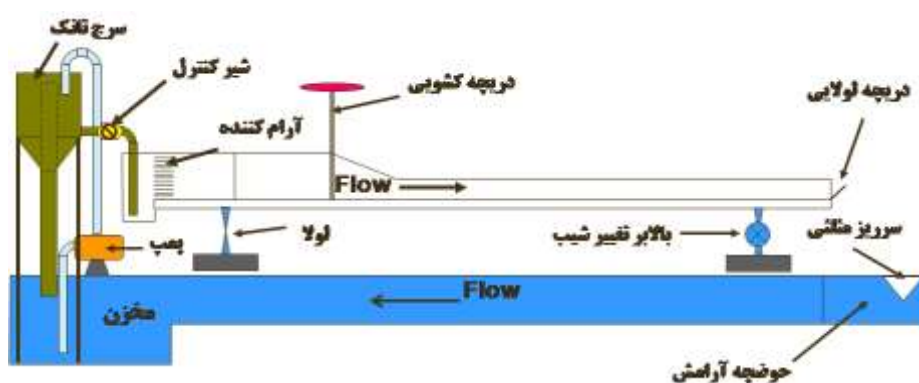 سرج تانک
شیر کنترل
دریچه کشویی
دریچه لولایی
آرام کننده
Flow
لولا
بالابر تغییر شیب
سرریز مثلثی
پمپ
Flow
مخزن
حوضچه آرامش